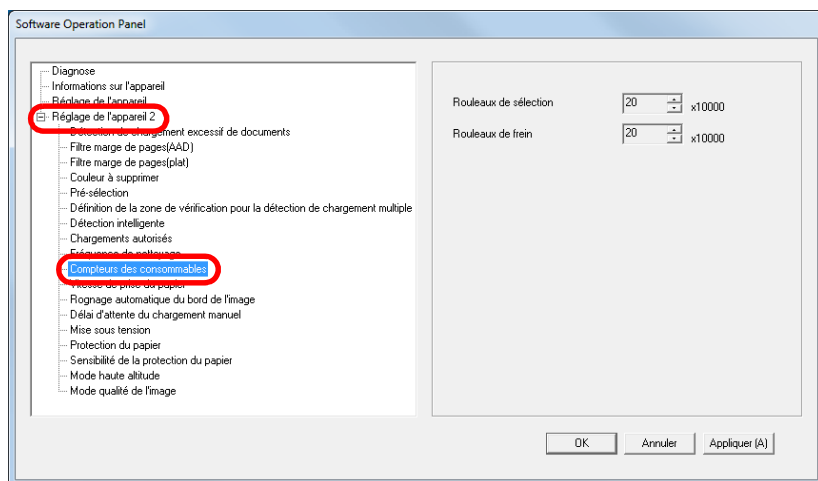 Software Operation Panel
Diagnose
Informations sur l'appareil
Réglage de l'appareil
Réglage de l'appareil 2
Détection de chargement excessif de documents
Filtre marge de pages(AAD)
Filtre marge de pages(plat)
Couleur à supprimer
Pré-sélection
Définition de la zone de vérification pour la détection de chargement multiple
Détection intelligente
Chargements autorisés
Fréquence de nettoyage
Compteurs des consommables
Vitesse de prise du papier
Rognage automatique du bord de l'image
Délai d'attente du chargement manuel
Mise sous tension
Protection du papier
Sensibilité de la protection du papier
Mode haute altitude
Mode qualité de l'image
Rouleaux de sélection 20 x10000
Rouleaux de frein 20 x10000
OK Annuler Appliquer (A)